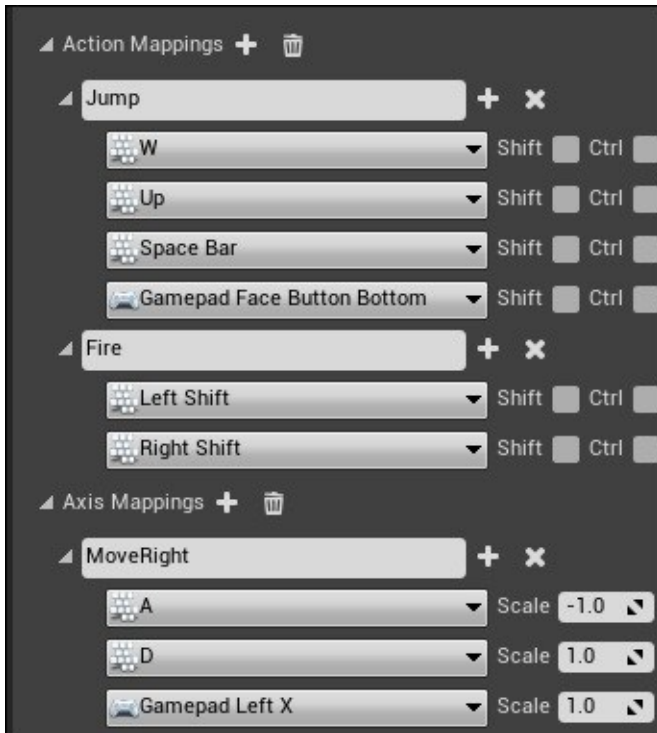 Action Mappings
Jump
W Shift Ctrl
Up Shift Ctrl
Space Bar Shift Ctrl
Gamepad Face Button Bottom Shift Ctrl
Fire
Left Shift Shift Ctrl
Right Shift Shift Ctrl
Axis Mappings
MoveRight
A Scale -1.0
D Scale 1.0
Gamepad Left X Scale 1.0